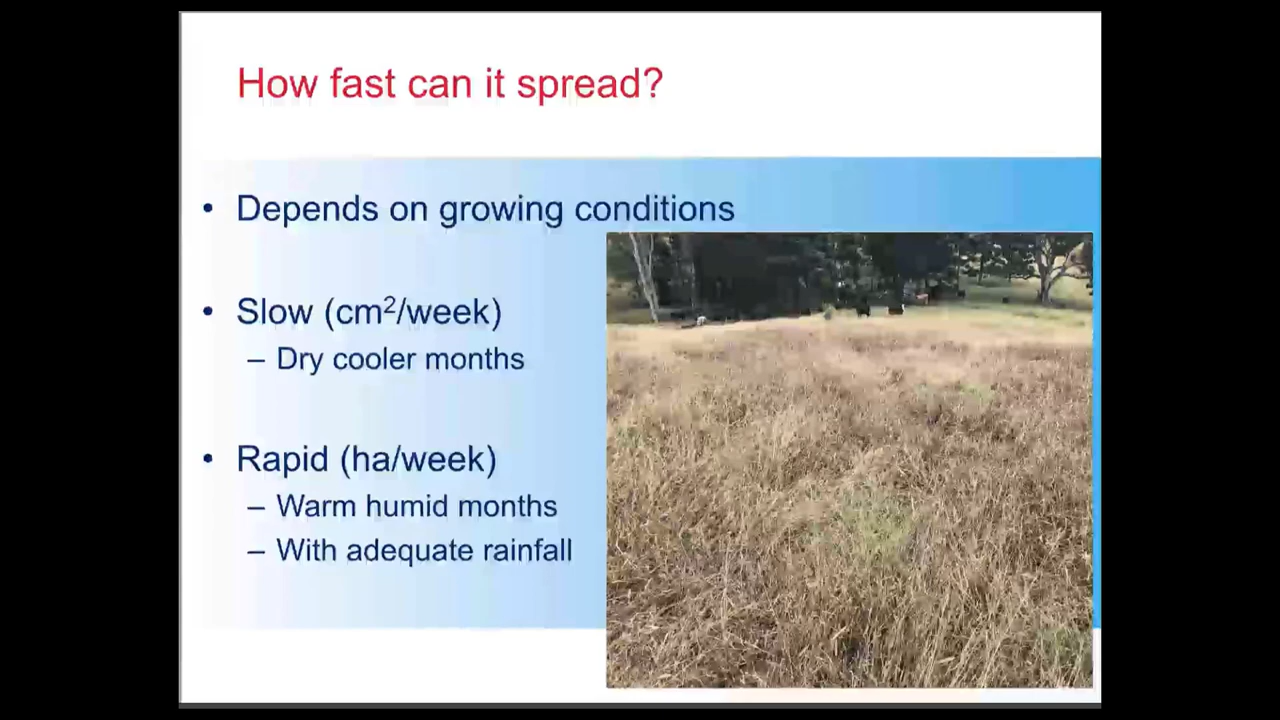 How fast can it spread?
• Depends on growing conditions
• Slow (cm²/week)
– Dry cooler months
• Rapid (ha/week)
– Warm humid months
– With adequate rainfall